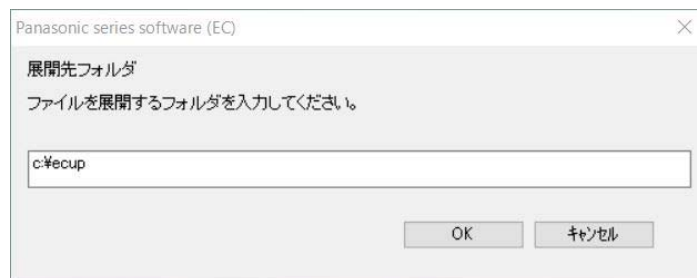 Panasonic series software (EC)
展開先フォルダ
ファイルを展開するフォルダを入力してください。
c:¥ecup
OK
キャンセル